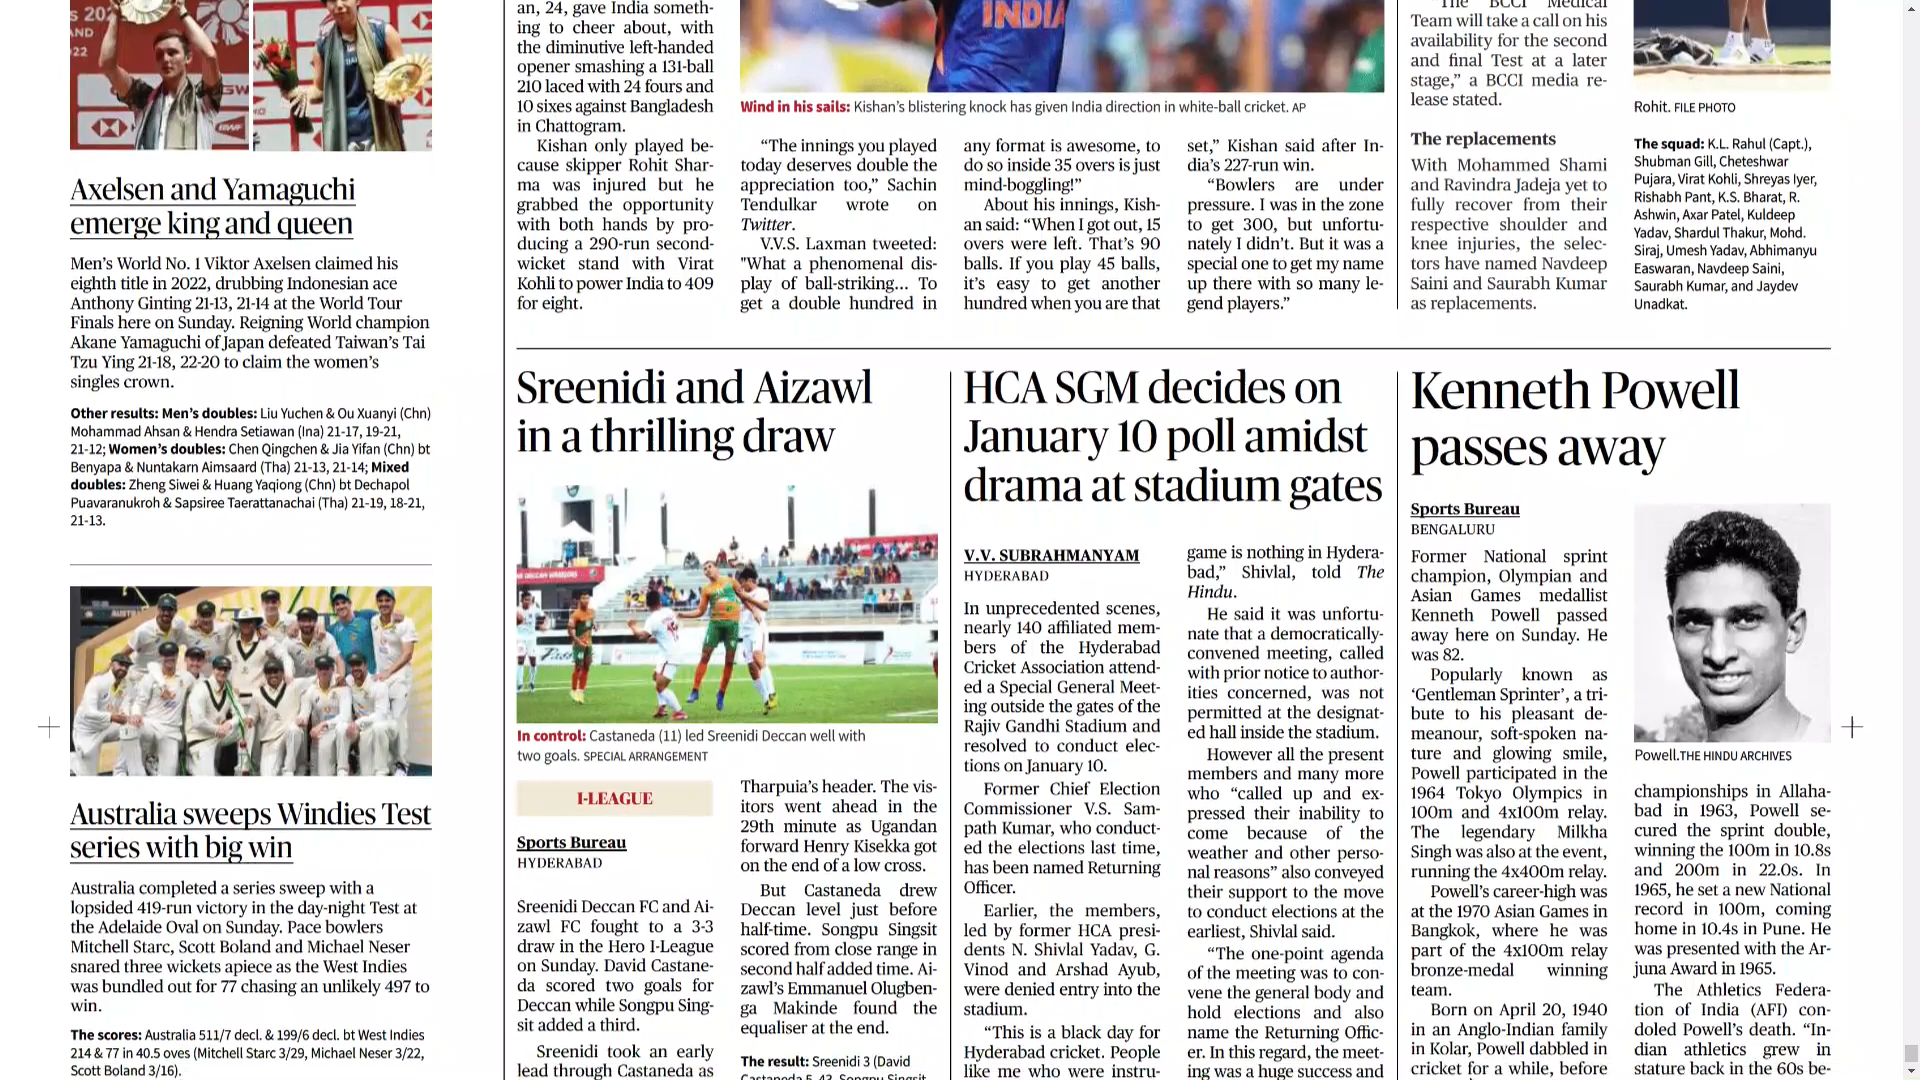 Axelsen and Yamaguchi
emerge king and queen
Men’s World No. 1 Viktor Axelsen claimed his
eighth title in 2022, drubbing Indonesian ace
Anthony Ginting 21-13, 21-14 at the World Tour
Finals here on Sunday. Reigning World champion
Akane Yamaguchi of Japan defeated Taiwan’s Tai
Tzu Ying 21-18, 22-20 to claim the women’s
singles crown.
Other results: Men’s doubles: Liu Yuchen & Ou Xuanyi (Chn)
Mohammad Ahsan & Hendra Setiawan (Ina) 21-17, 19-21,
21-12; Women’s doubles: Chen Qingchen & Jia Yifan (Chn) bt
Benyapa & Nuntakarn Aimsaard (Tha) 21-13, 21-14; Mixed
doubles: Zheng Siwei & Huang Yaqiong (Chn) bt Dechapol
Puavaranukroh & Sapsiree Taerattanachai (Tha) 21-19, 18-21,
21-13.
Australia sweeps Windies Test
series with big win
Australia completed a series sweep with a
lopsided 419-run victory in the day-night Test at
the Adelaide Oval on Sunday. Pace bowlers
Mitchell Starc, Scott Boland and Michael Neser
snared three wickets apiece as the West Indies
was bundled out for 77 chasing an unlikely 497 to
win.
The scores: Australia 511/7 decl. & 199/6 decl. bt West Indies
214 & 77 in 40.5 oves (Mitchell Starc 3/29, Michael Neser 3/22,
Scott Boland 3/16).
an, 24, gave India someth-
ing to cheer about, with
the diminutive left-handed
opener smashing a 131-ball
210 laced with 24 fours and
10 sixes against Bangladesh
in Chattogram.
Kishan only played be-
cause skipper Rohit Shar-
ma was injured but he
grabbed the opportunity
with both hands by pro-
ducing a 290-run second-
wicket stand with Virat
Kohli to power India to 409
for eight.
INDIA
Wind in his sails: Kishan’s blistering knock has given India direction in white-ball cricket. AP
“The innings you played
today deserves double the
appreciation too,” Sachin
Tendulkar wrote on
Twitter.
V.V.S. Laxman tweeted:
"What a phenomenal dis-
play of ball-striking... To
get a double hundred in
any format is awesome, to
do so inside 35 overs is just
mind-boggling!”
About his innings, Kish-
an said: “When I got out, 15
overs were left. That’s 90
balls. If you play 45 balls,
it’s easy to get another
hundred when you are that
set,” Kishan said after In-
dia’s 227-run win.
“Bowlers are under
pressure. I was in the zone
to get 300, but unfortu-
nately I didn’t. But it was a
special one to get my name
up there with so many le-
gend players.”
“The BCCI Medical
Team will take a call on his
availability for the second
and final Test at a later
stage,” a BCCI media re-
lease stated.
The replacements
With Mohammed Shami
and Ravindra Jadeja yet to
fully recover from their
respective shoulder and
knee injuries, the selec-
tors have named Navdeep
Saini and Saurabh Kumar
as replacements.
Rohit. FILE PHOTO
The squad: K.L. Rahul (Capt.),
Shubman Gill, Cheteshwar
Pujara, Virat Kohli, Shreyas Iyer,
Rishabh Pant, K.S. Bharat, R.
Ashwin, Axar Patel, Kuldeep
Yadav, Shardul Thakur, Mohd.
Siraj, Umesh Yadav, Abhimanyu
Easwaran, Navdeep Saini,
Saurabh Kumar, and Jaydev
Unadkat.
Sreenidi and Aizawl
in a thrilling draw
In control: Castaneda (11) led Sreenidi Deccan well with
two goals. SPECIAL ARRANGEMENT
I-LEAGUE
Sports Bureau
HYDERABAD
Sreenidi Deccan FC and Ai-
zawl FC fought to a 3-3
draw in the Hero I-League
on Sunday. David Castane-
da scored two goals for
Deccan while Songpu Sing-
sit added a third.
Sreenidi took an early
lead through Castaneda as
Tharpuia’s header. The vis-
itors went ahead in the
29th minute as Ugandan
forward Henry Kisekka got
on the end of a low cross.
But Castaneda drew
Deccan level just before
half-time. Songpu Singsit
scored from close range in
second half added time. Ai-
zawl’s Emmanuel Olugben-
ga Makinde found the
equaliser at the end.
The result: Sreenidi 3 (David
Castaneda 5, 43, Songpu Singsit
HCA SGM decides on
January 10 poll amidst
drama at stadium gates
V.V. SUBRAHMANYAM
HYDERABAD
In unprecedented scenes,
nearly 140 affiliated mem-
bers of the Hyderabad
Cricket Association attend-
ed a Special General Meet-
ing outside the gates of the
Rajiv Gandhi Stadium and
resolved to conduct elec-
tions on January 10.
Former Chief Election
Commissioner V.S. Sam-
path Kumar, who conduct-
ed the elections last time,
has been named Returning
Officer.
Earlier, the members,
led by former HCA presi-
dents N. Shivlal Yadav, G.
Vinod and Arshad Ayub,
were denied entry into the
stadium.
“This is a black day for
Hyderabad cricket. People
like me who were instru-
game is nothing in Hydera-
bad,” Shivlal, told The
Hindu.
He said it was unfortu-
nate that a democratically-
convened meeting, called
with prior notice to author-
ities concerned, was not
permitted at the designat-
ed hall inside the stadium.
However all the present
members and many more
who “called up and ex-
pressed their inability to
come because of the
weather and other perso-
nal reasons” also conveyed
their support to the move
to conduct elections at the
earliest, Shivlal said.
“The one-point agenda
of the meeting was to con-
vene the general body and
hold elections and also
name the Returning Offic-
er. In this regard, the meet-
ing was a huge success and
Kenneth Powell
passes away
Sports Bureau
BENGALURU
Former National sprint
champion, Olympian and
Asian Games medallist
Kenneth Powell passed
away here on Sunday. He
was 82.
Popularly known as
‘Gentleman Sprinter’, a tri-
bute to his pleasant de-
meanour, soft-spoken na-
ture and glowing smile,
Powell participated in the
1964 Tokyo Olympics in
100m and 4x100m relay.
The legendary Milkha
Singh was also at the event,
running the 4x400m relay.
Powell’s career-high was
at the 1970 Asian Games in
Bangkok, where he was
part of the 4x100m relay
bronze-medal winning
team.
Born on April 20, 1940
in an Anglo-Indian family
in Kolar, Powell dabbled in
cricket for a while, before
Powell.THE HINDU ARCHIVES
championships in Allaha-
bad in 1963, Powell se-
cured the sprint double,
winning the 100m in 10.8s
and 200m in 22.0s. In
1965, he set a new National
record in 100m, coming
home in 10.4s in Pune. He
was presented with the Ar-
juna Award in 1965.
The Athletics Federa-
tion of India (AFI) con-
doled Powell’s death. “In-
dian athletics grew in
stature back in the 60s be-